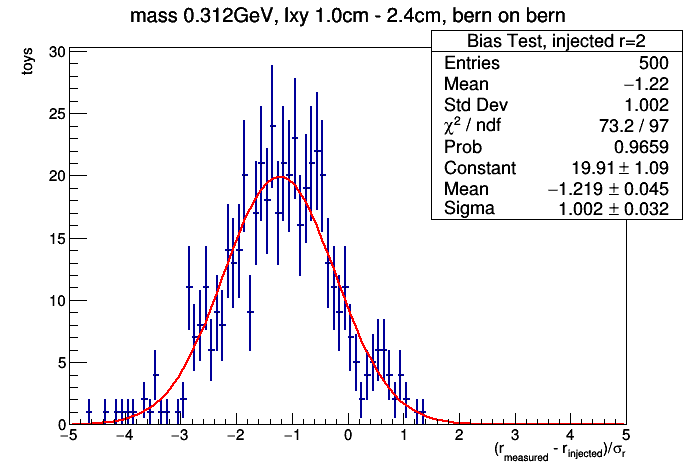 mass 0.312GeV, lxy 1.0cm - 2.4cm, bern on bern
Bias Test, injected r=2
Entries 500
Mean −1.22
Std Dev 1.002
χ² / ndf 73.2 / 97
Prob 0.9659
Constant 19.91 ± 1.09
Mean −1.219 ± 0.045
Sigma 1.002 ± 0.032
toys
30
25
20
15
10
5
0
−5 −4 −3 −2 −1 0 1 2 3 4 5
(r_measured - r_injected)/σ_r